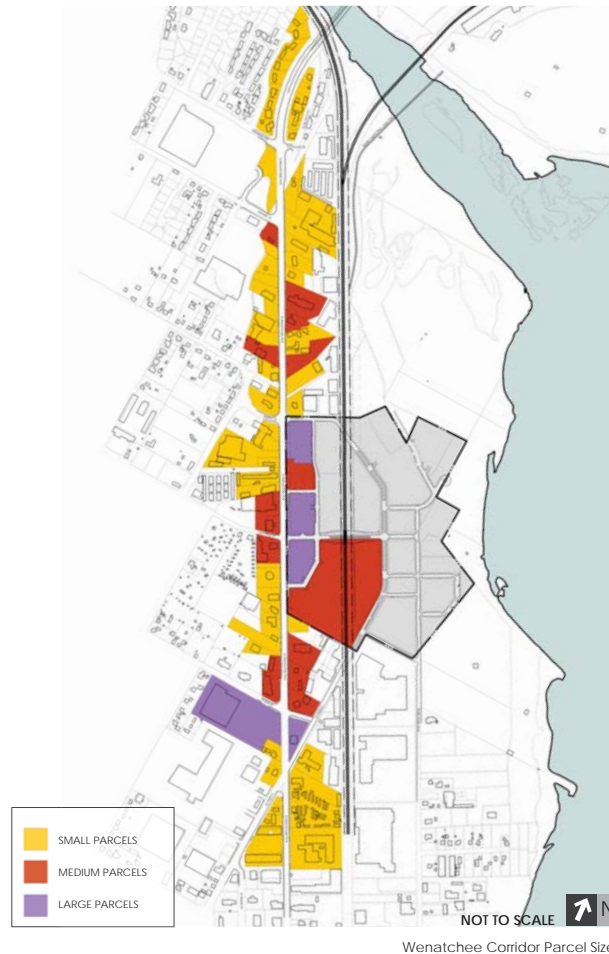 SMALL PARCELS
MEDIUM PARCELS
LARGE PARCELS
NOT TO SCALE
N
Wenatchee Corridor Parcel Size